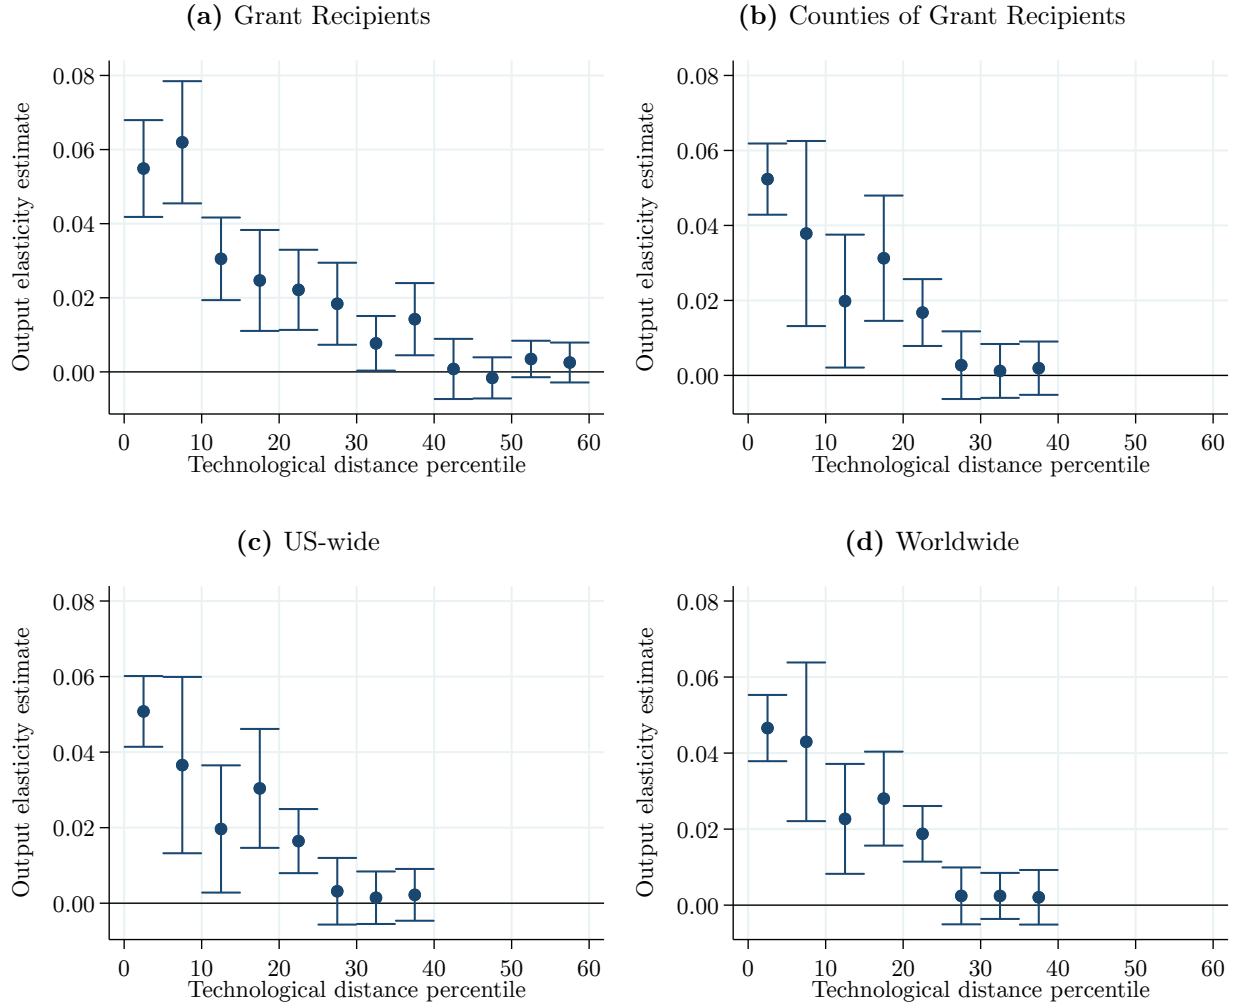 (a) Grant Recipients
Output elasticity estimate
0.08
0.06
0.04
0.02
0.00
0 10 20 30 40 50 60
Technological distance percentile
(b) Counties of Grant Recipients
Output elasticity estimate
0.08
0.06
0.04
0.02
0.00
0 10 20 30 40 50 60
Technological distance percentile
(c) US-wide
Output elasticity estimate
0.08
0.06
0.04
0.02
0.00
0 10 20 30 40 50 60
Technological distance percentile
(d) Worldwide
Output elasticity estimate
0.08
0.06
0.04
0.02
0.00
0 10 20 30 40 50 60
Technological distance percentile